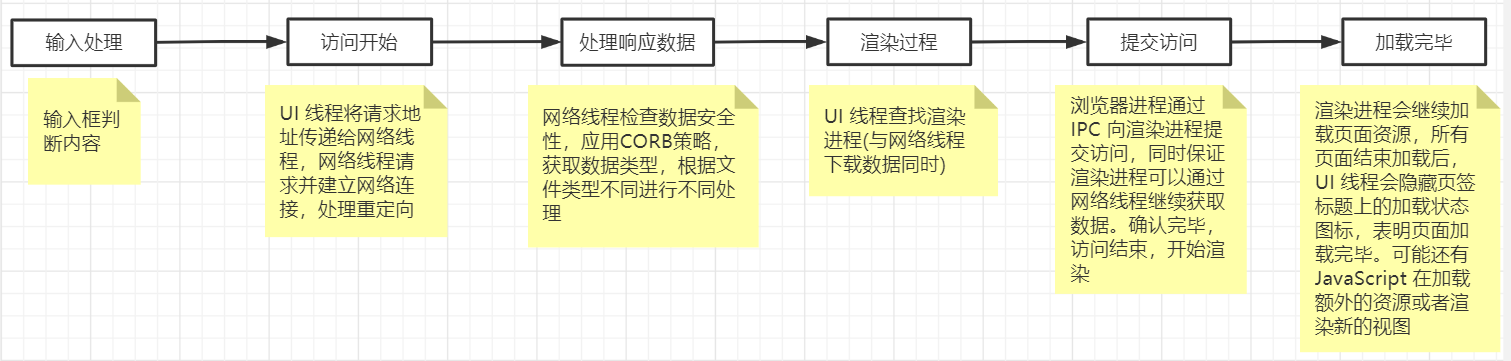 输入处理
访问开始
处理响应数据
渲染过程
提交访问
加载完毕
输入框判
断内容
UI 线程将请求地
址传递给网络线
程，网络线程请
求并建立网络连
接，处理重定向
网络线程检查数据安全
性，应用CORB策略，
获取数据类型，根据文
件类型不同进行不同处
理
UI 线程查找渲染
进程(与网络线程
下载数据同时)
浏览器进程通过
IPC 向渲染进程提
交访问，同时保证
渲染进程可以通过
网络线程继续获取
数据。确认完毕，
访问结束，开始渲
染
渲染进程会继续加
载页面资源，所有
页面结束加载后，
UI 线程会隐藏页签
标题上的加载状态
图标，表明页面加
载完毕。可能还有
JavaScript 在加载
额外的资源或者渲
染新的视图